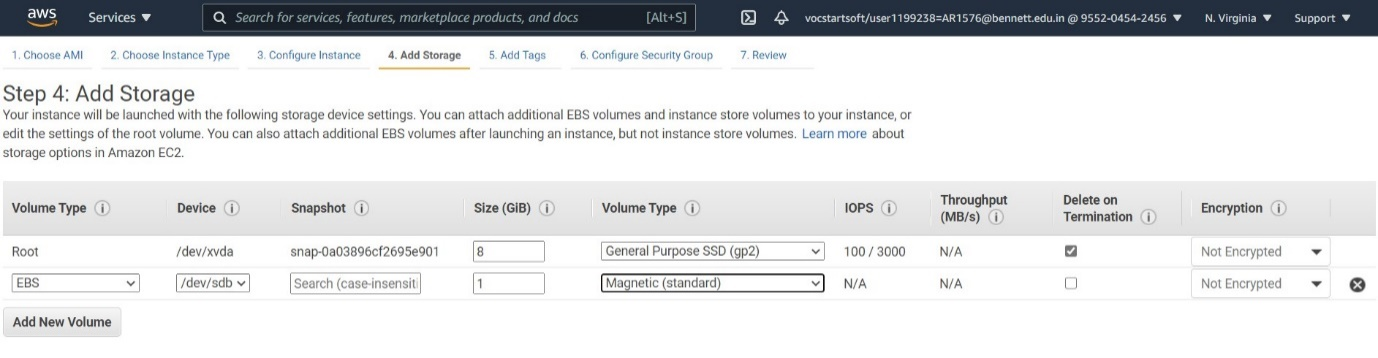 aws Services Search for services, features, marketplace products, and docs [Alt+S] vocstartsoft/user1199238=AR1576@bennett.edu.in @ 9552-0454-2456 N. Virginia Support
1. Choose AMI 2. Choose Instance Type 3. Configure Instance 4. Add Storage 5. Add Tags 6. Configure Security Group 7. Review
Step 4: Add Storage
Your instance will be launched with the following storage device settings. You can attach additional EBS volumes and instance store volumes to your instance, or
edit the settings of the root volume. You can also attach additional EBS volumes after launching an instance, but not instance store volumes. Learn more about
storage options in Amazon EC2.
Volume Type Device Snapshot Size (GiB) Volume Type IOPS Throughput (MB/s) Delete on Termination Encryption
Root /dev/xvda snap-0a03896cf2695e901 8 General Purpose SSD (gp2) 100 / 3000 N/A Not Encrypted
EBS /dev/sdb Search (case-insensiti 1 Magnetic (standard) N/A N/A Not Encrypted
Add New Volume